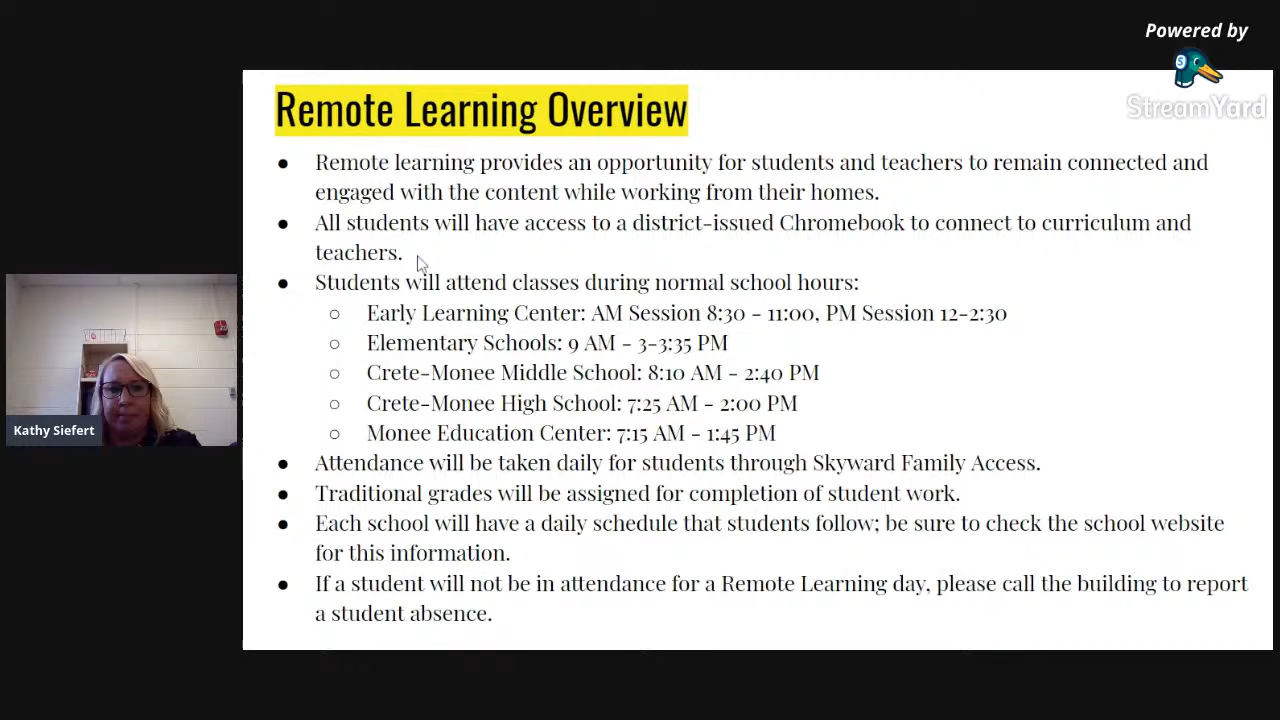 Powered by
StreamYard
Remote Learning Overview
● Remote learning provides an opportunity for students and teachers to remain connected and
engaged with the content while working from their homes.
● All students will have access to a district-issued Chromebook to connect to curriculum and
teachers.
● Students will attend classes during normal school hours:
○ Early Learning Center: AM Session 8:30 - 11:00, PM Session 12-2:30
○ Elementary Schools: 9 AM - 3-3:35 PM
○ Crete-Monee Middle School: 8:10 AM - 2:40 PM
○ Crete-Monee High School: 7:25 AM - 2:00 PM
○ Monee Education Center: 7:15 AM - 1:45 PM
● Attendance will be taken daily for students through Skyward Family Access.
● Traditional grades will be assigned for completion of student work.
● Each school will have a daily schedule that students follow; be sure to check the school website
for this information.
● If a student will not be in attendance for a Remote Learning day, please call the building to report
a student absence.
Kathy Siefert